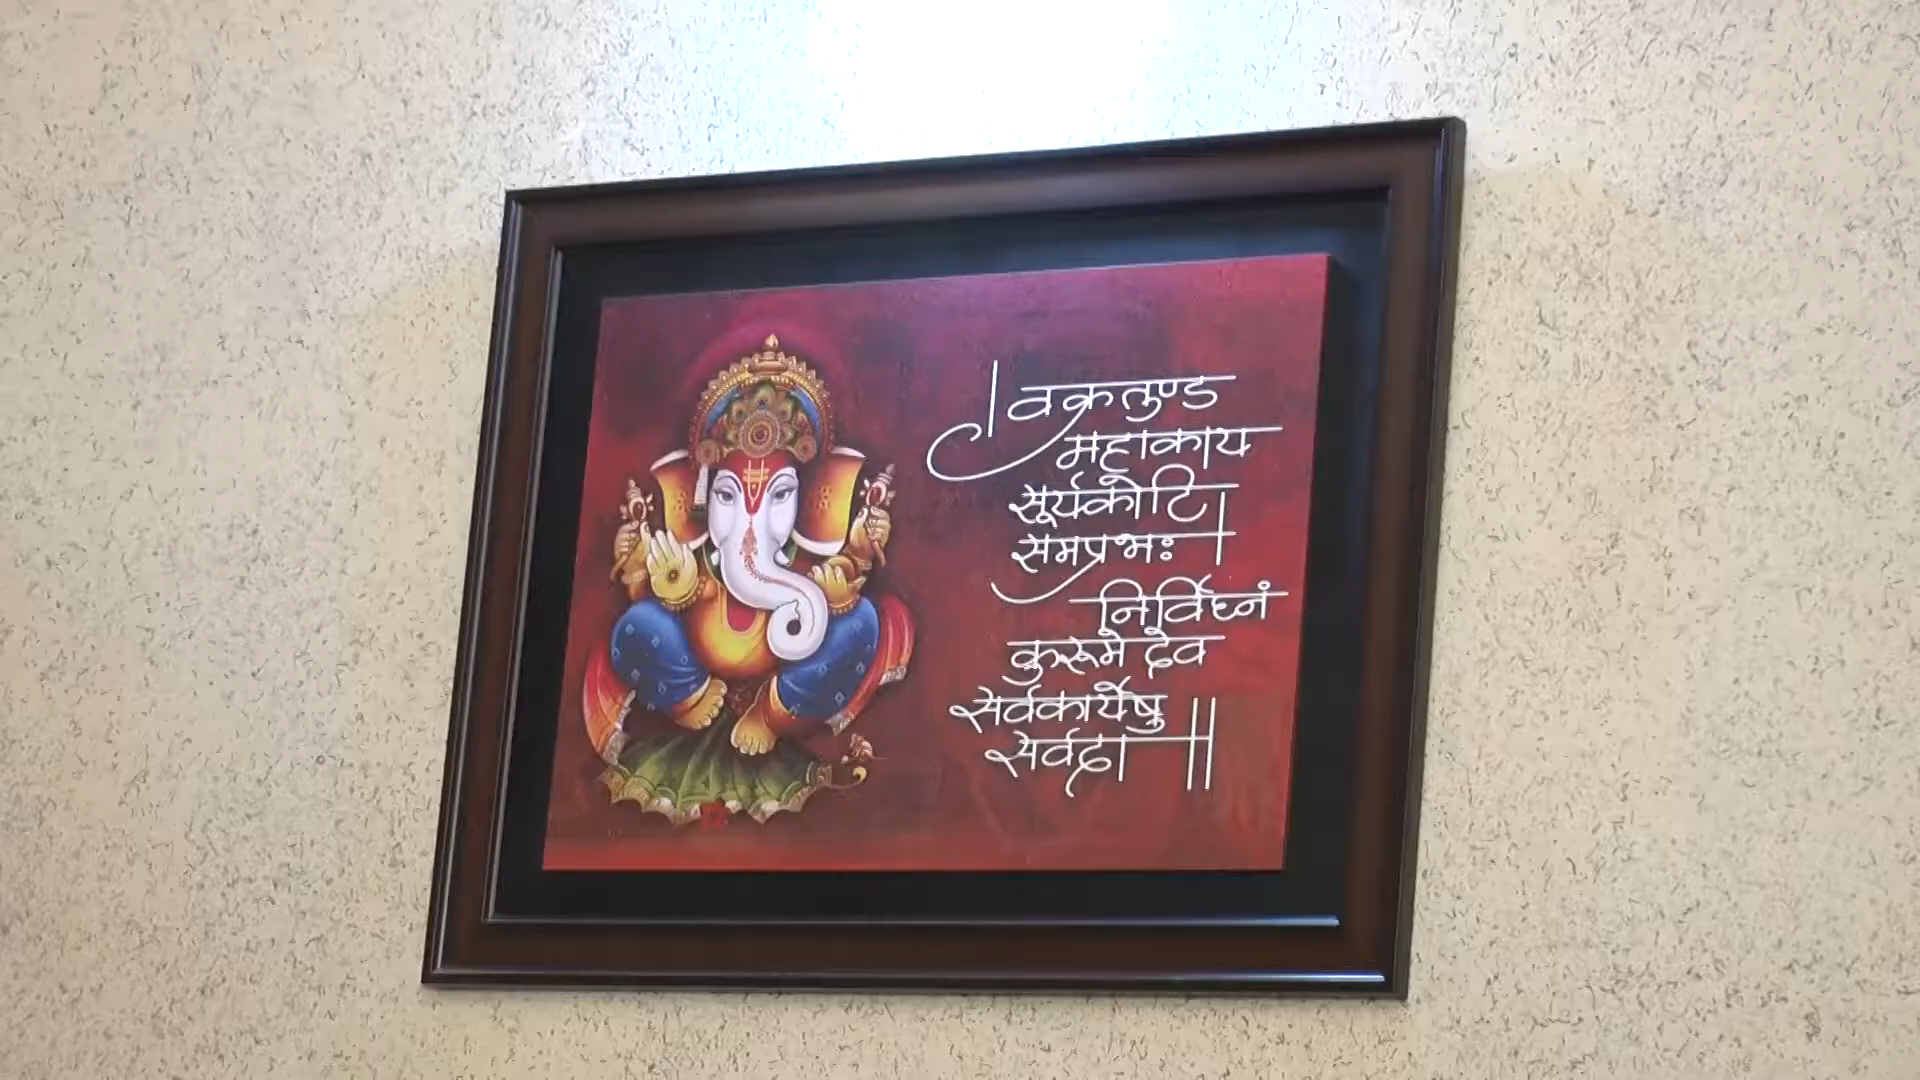 ।वक्रतुण्ड
महाकाय
सूर्यकोटि
समप्रभः।
निर्विघ्नं
कुरूमे देव
सर्वकार्येषु
सर्वदा॥